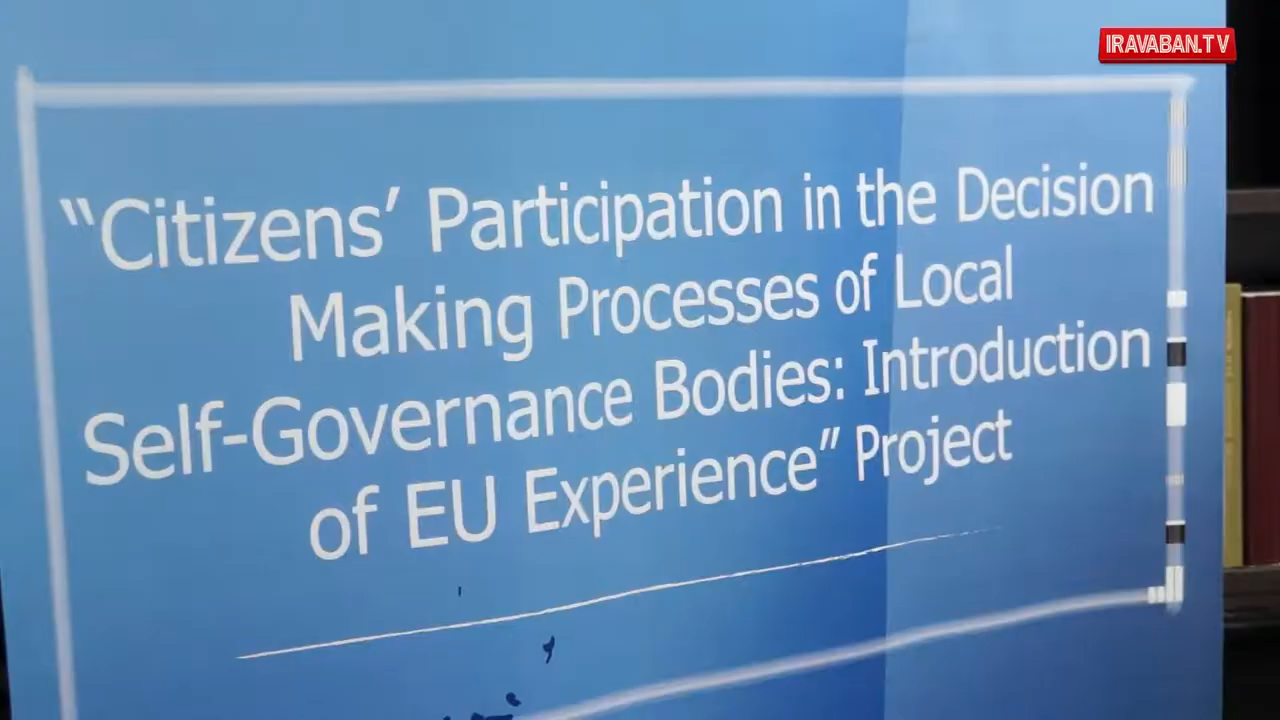 IRAVABAN.TV
“Citizens’ Participation in the Decision
Making Processes of Local
Self-Governance Bodies: Introduction
of EU Experience” Project